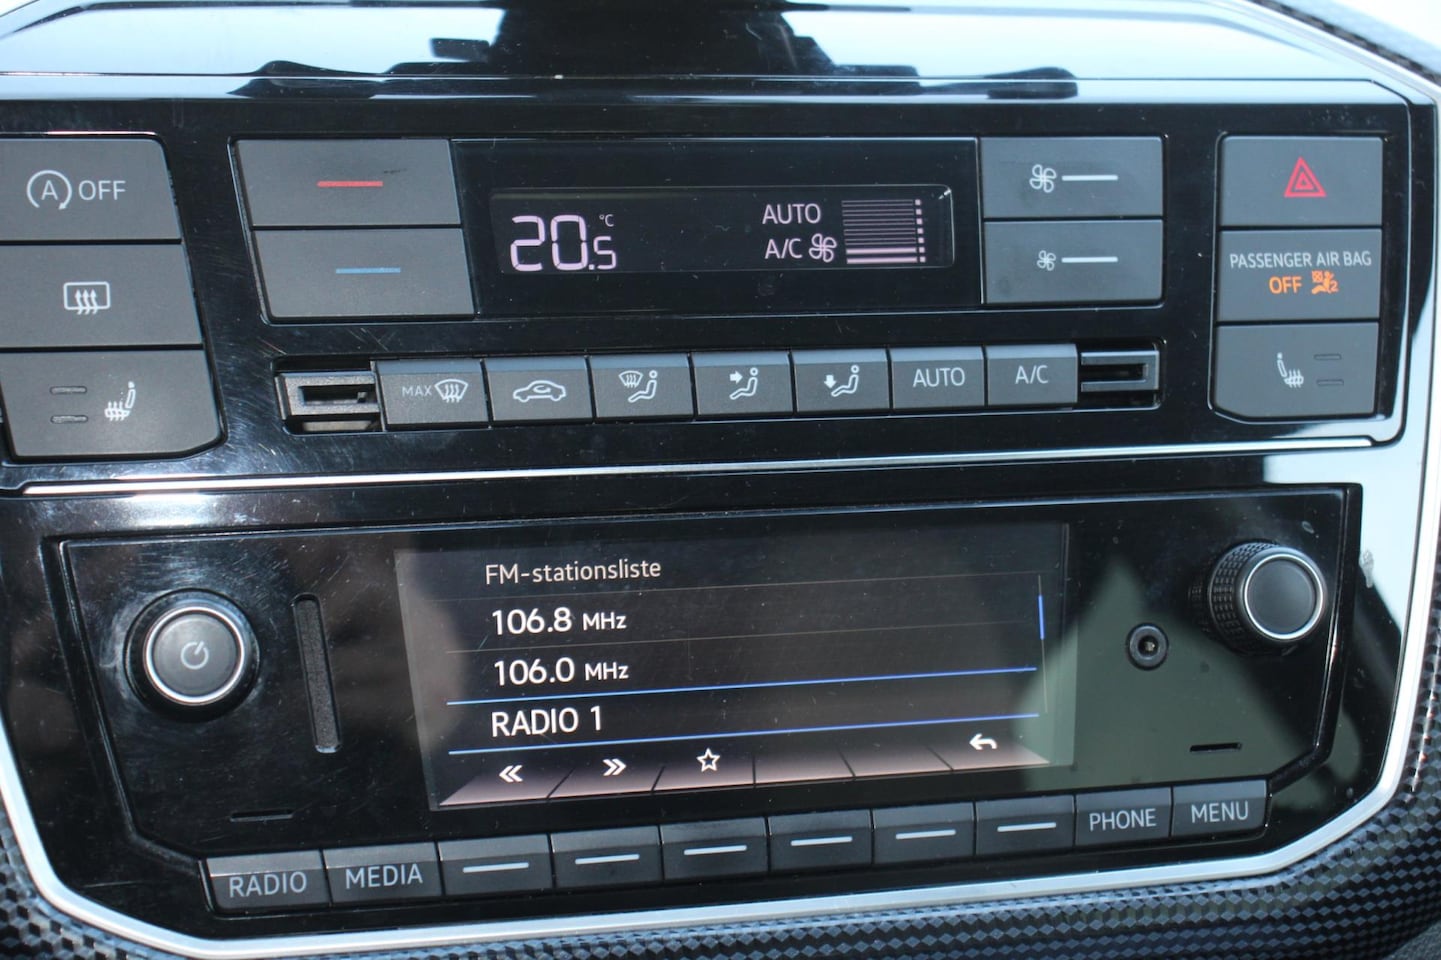 A OFF
20.5 °C
AUTO
A/C
PASSENGER AIR BAG
OFF 2
MAX
AUTO
A/C
FM-stationsliste
106.8 MHz
106.0 MHz
RADIO 1
RADIO
MEDIA
PHONE
MENU